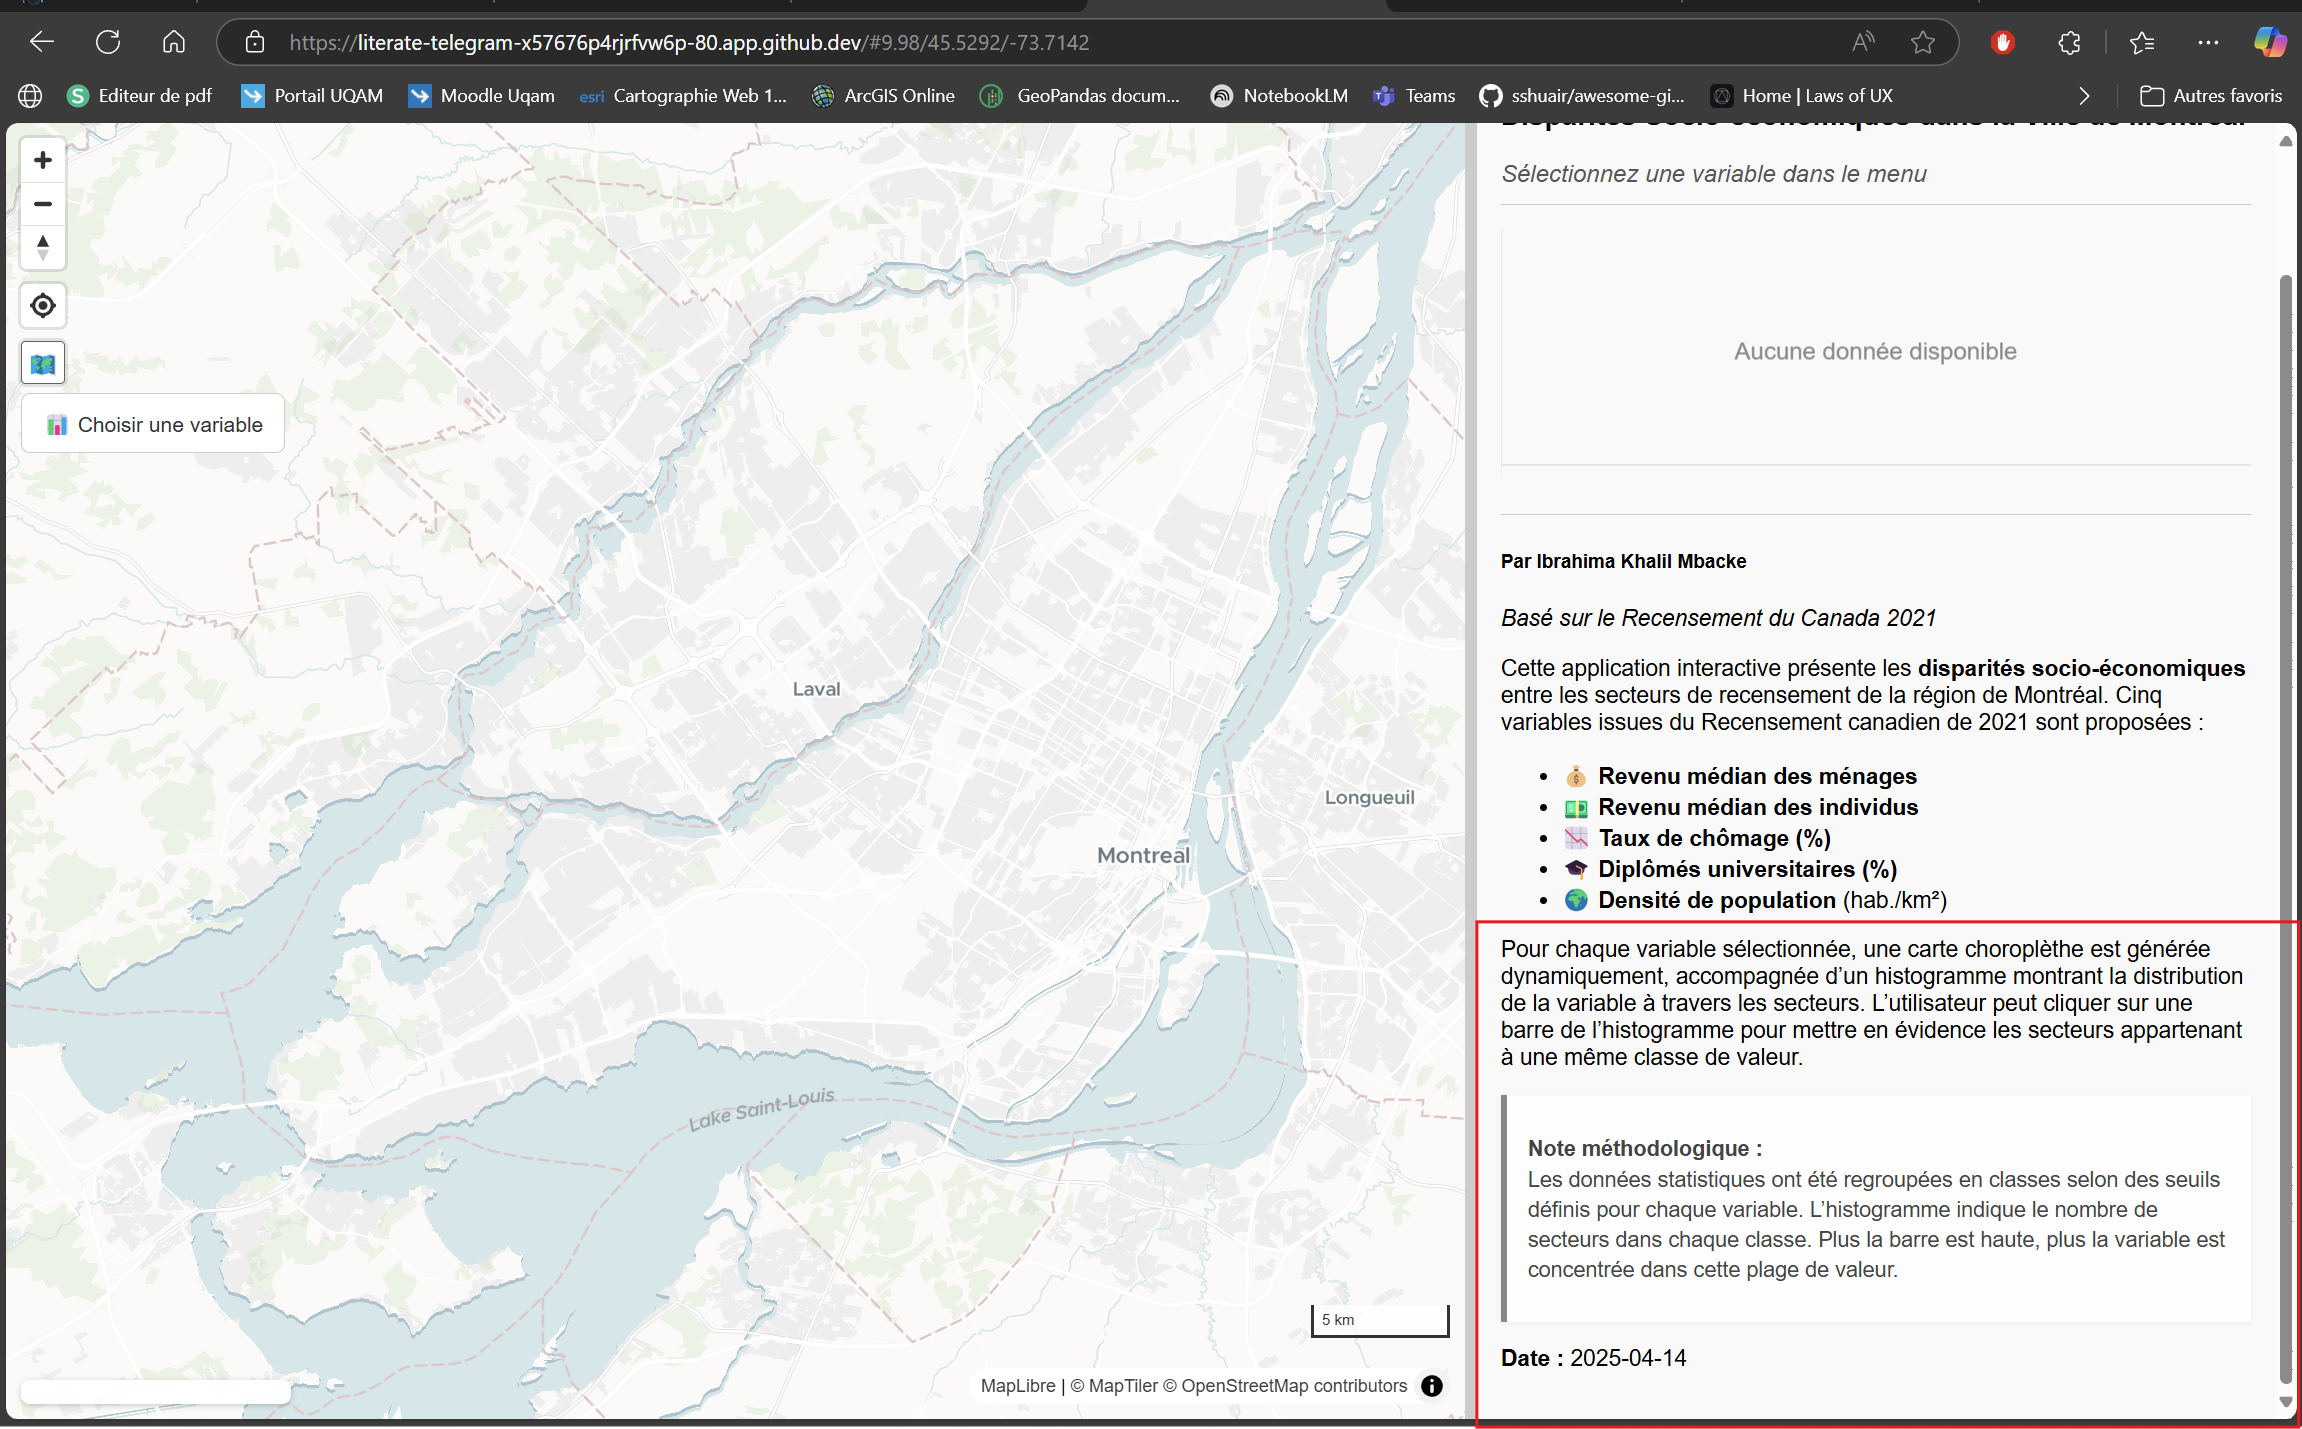 https://literate-telegram-x57676p4rjrfvw6p-80.app.github.dev/#9.98/45.5292/-73.7142
Editeur de pdf
Portail UQAM
Moodle Uqam
esri Cartographie Web 1...
ArcGIS Online
GeoPandas docum...
NotebookLM
Teams
sshuair/awesome-gi...
Home | Laws of UX
Autres favoris
Choisir une variable
Laval
Longueuil
Montreal
Lake Saint-Louis
5 km
MapLibre | © MapTiler © OpenStreetMap contributors
Disparités Socio-économiques dans la Ville de Montréal
Sélectionnez une variable dans le menu
Aucune donnée disponible
Par Ibrahima Khalil Mbacke
Basé sur le Recensement du Canada 2021
Cette application interactive présente les disparités socio-économiques
entre les secteurs de recensement de la région de Montréal. Cinq
variables issues du Recensement canadien de 2021 sont proposées :
• Revenu médian des ménages
• Revenu médian des individus
• Taux de chômage (%)
• Diplômés universitaires (%)
• Densité de population (hab./km²)
Pour chaque variable sélectionnée, une carte choroplèthe est générée
dynamiquement, accompagnée d’un histogramme montrant la distribution
de la variable à travers les secteurs. L’utilisateur peut cliquer sur une
barre de l’histogramme pour mettre en évidence les secteurs appartenant
à une même classe de valeur.
Note méthodologique :
Les données statistiques ont été regroupées en classes selon des seuils
définis pour chaque variable. L’histogramme indique le nombre de
secteurs dans chaque classe. Plus la barre est haute, plus la variable est
concentrée dans cette plage de valeur.
Date : 2025-04-14